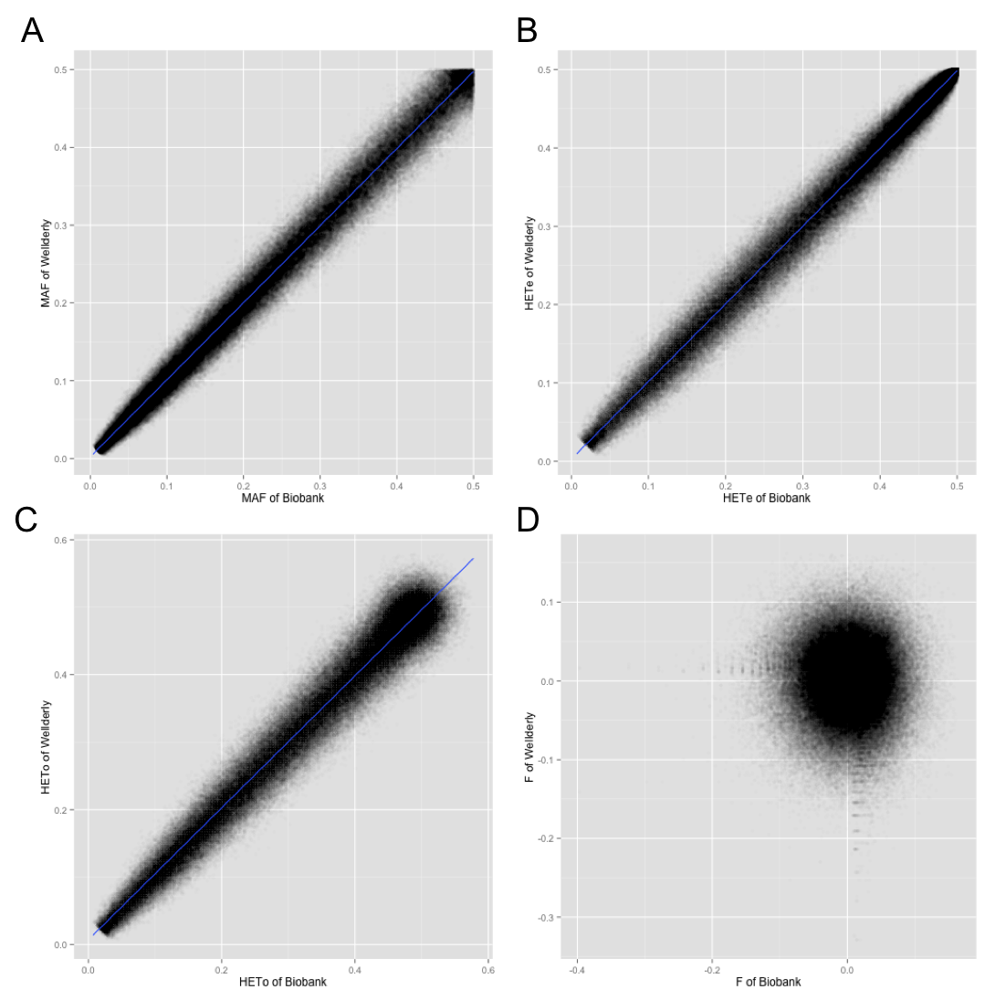 A
B
0.5
0.4
0.3
0.2
0.1
0.0
MAF of Wellderly
0.0 0.1 0.2 0.3 0.4 0.5
MAF of Biobank
0.5
0.4
0.3
0.2
0.1
0.0
HETe of Wellderly
0.0 0.1 0.2 0.3 0.4 0.5
HETe of Biobank
C
D
0.6
0.4
0.2
0.0
HETo of Wellderly
0.0 0.2 0.4 0.6
HETo of Biobank
0.1
0.0
-0.1
-0.2
-0.3
F of Wellderly
-0.4 -0.2 0.0
F of Biobank